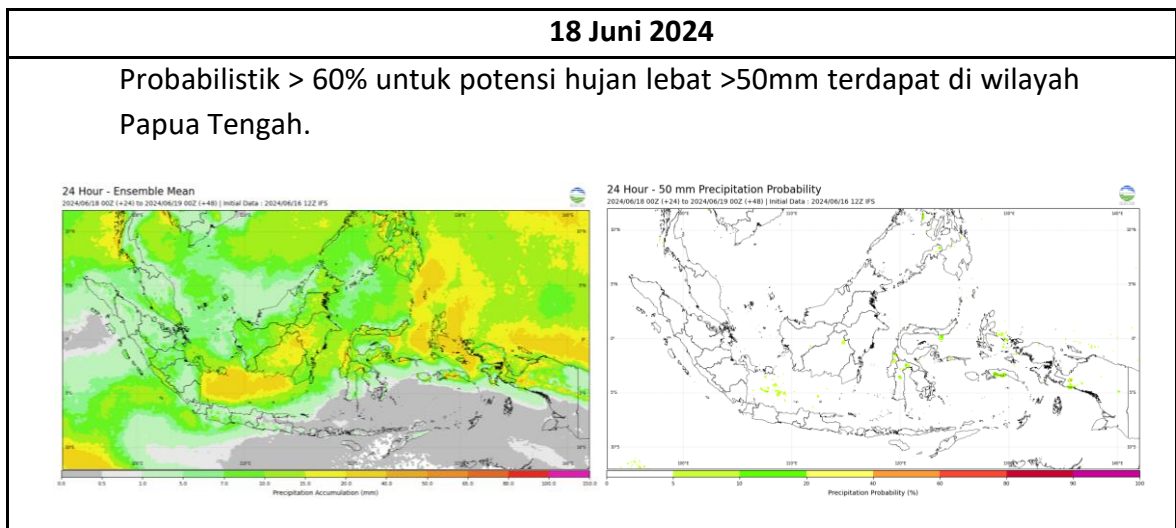 18 Juni 2024
Probabilistik > 60% untuk potensi hujan lebat >50mm terdapat di wilayah
Papua Tengah.
24 Hour - Ensemble Mean
2024/06/18 00Z (+24) to 2024/06/19 00Z (+48) | Initial Data : 2024/06/16 12Z IFS
24 Hour - 50 mm Precipitation Probability
2024/06/18 00Z (+24) to 2024/06/19 00Z (+48) | Initial Data : 2024/06/16 12Z IFS
Precipitation Accumulation (mm)
Precipitation Probability (%)